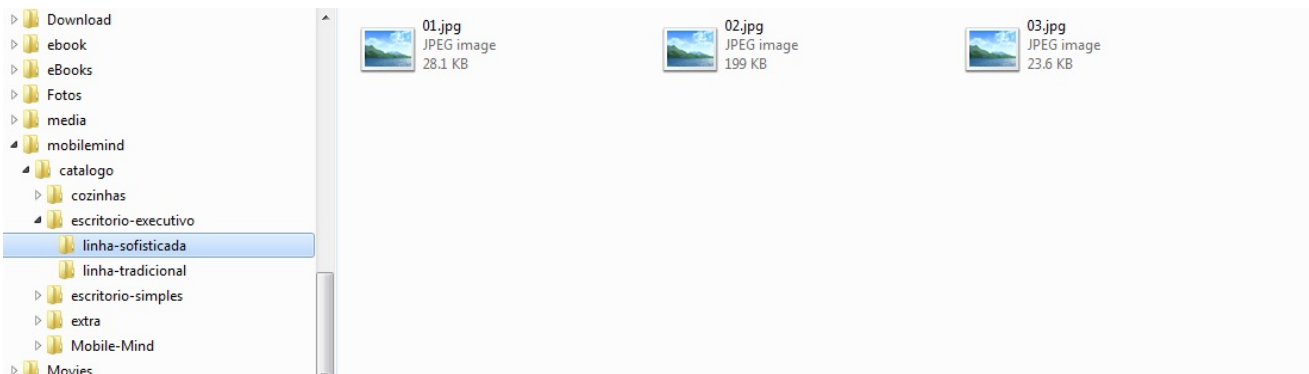 Download
ebook
eBooks
Fotos
media
mobilemind
catalogo
cozinhas
escritorio-executivo
linha-sofisticada
linha-tradicional
escritorio-simples
extra
Mobile-Mind
Movies
01.jpg
JPEG image
28.1 KB
02.jpg
JPEG image
199 KB
03.jpg
JPEG image
23.6 KB